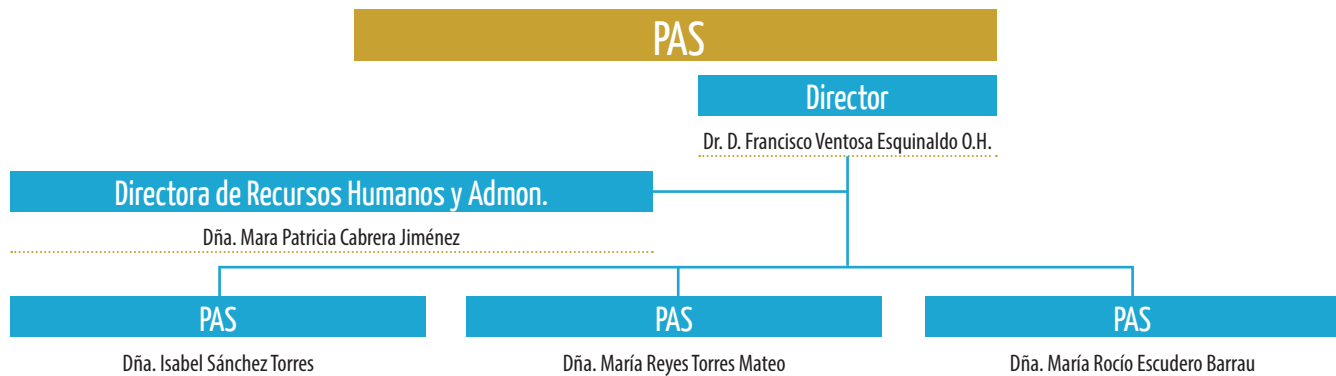 PAS
Director
Dr. D. Francisco Ventosa Esquinaldo O.H.
Directora de Recursos Humanos y Admon.
Dña. Mara Patricia Cabrera Jiménez
PAS
PAS
PAS
Dña. Isabel Sánchez Torres
Dña. María Reyes Torres Mateo
Dña. María Rocío Escudero Barrau